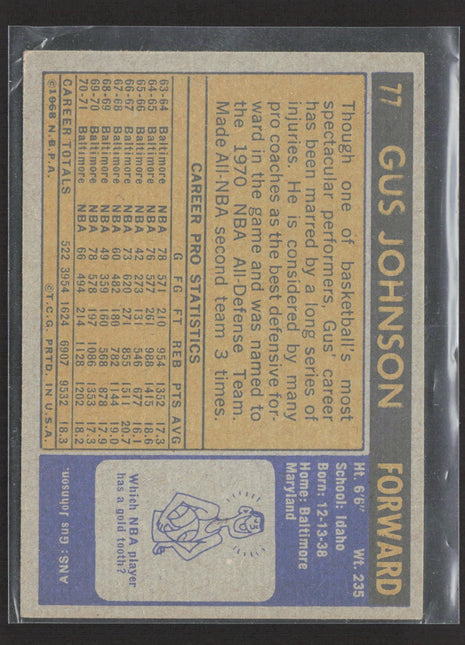 77 GUS JOHNSON FORWARD
Though one of basketball's most
spectacular performers, Gus' career
has been marred by a long series of
injuries. He is considered by many
pro coaches as the best defensive for-
ward in the game and was named to
the 1970 NBA All-Defense Team.
Made All-NBA second team 3 times.
Ht. 6'6" Wt. 235
School: Idaho
Born: 12-13-38
Home: Baltimore
Maryland
CAREER PRO STATISTICS
G FG FT REB PTS AVG
63-64 Baltimore NBA 78 571 210 954 1352 17.3
64-65 Baltimore NBA 76 577 261 988 1415 18.6
65-66 Baltimore NBA 42 273 131 546 677 16.1
66-67 Baltimore NBA 73 620 271 855 1511 20.7
67-68 Baltimore NBA 60 482 180 782 1144 19.0
68-69 Baltimore NBA 49 359 160 568 878 17.9
69-70 Baltimore NBA 78 578 197 1086 1353 17.3
70-71 Baltimore NBA 66 494 214 1128 1202 18.2
CAREER TOTALS 522 3954 1624 6907 9532 18.3
©1968 N.B.P.A. ©T.C.G. PRTD. IN U.S.A.
Which NBA player
has a gold tooth?
ANS: Gus Johnson.